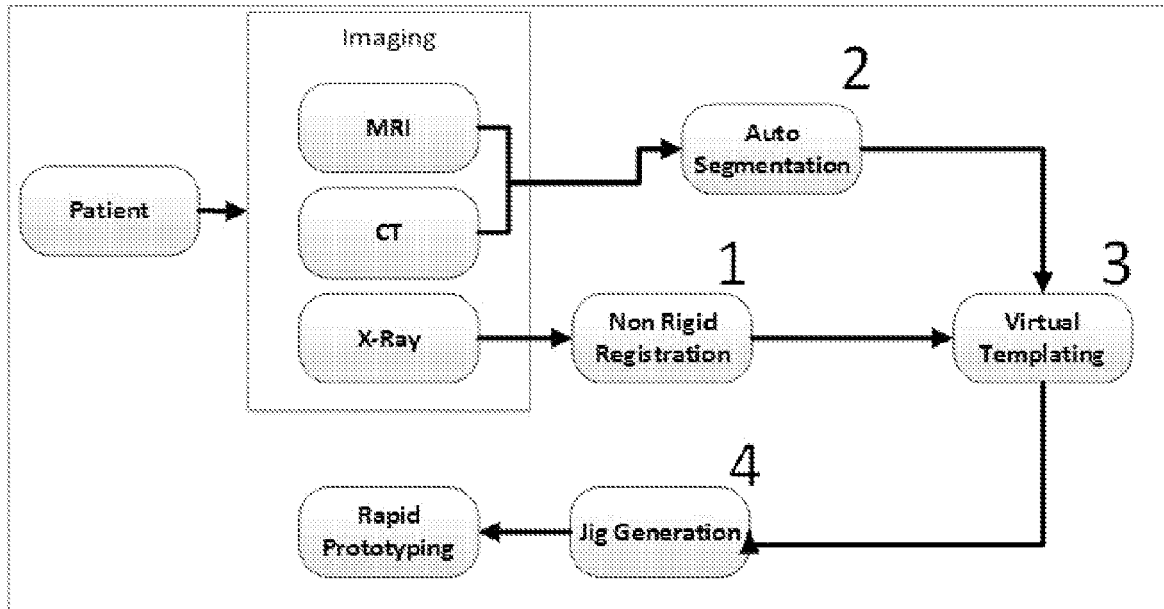 Imaging
2
MRI
Auto
Segmentation
Patient
CT
1
3
X-Ray
Non Rigid
Registration
Virtual
Templating
4
Rapid
Prototyping
Jig Generation